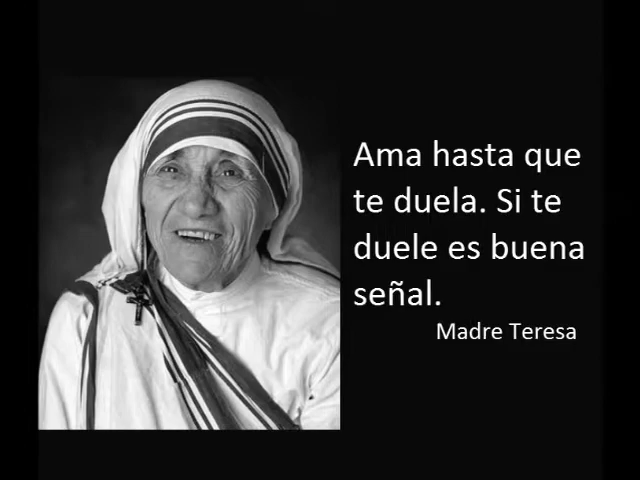 Ama hasta que
te duela. Si te
duele es buena
señal.
Madre Teresa